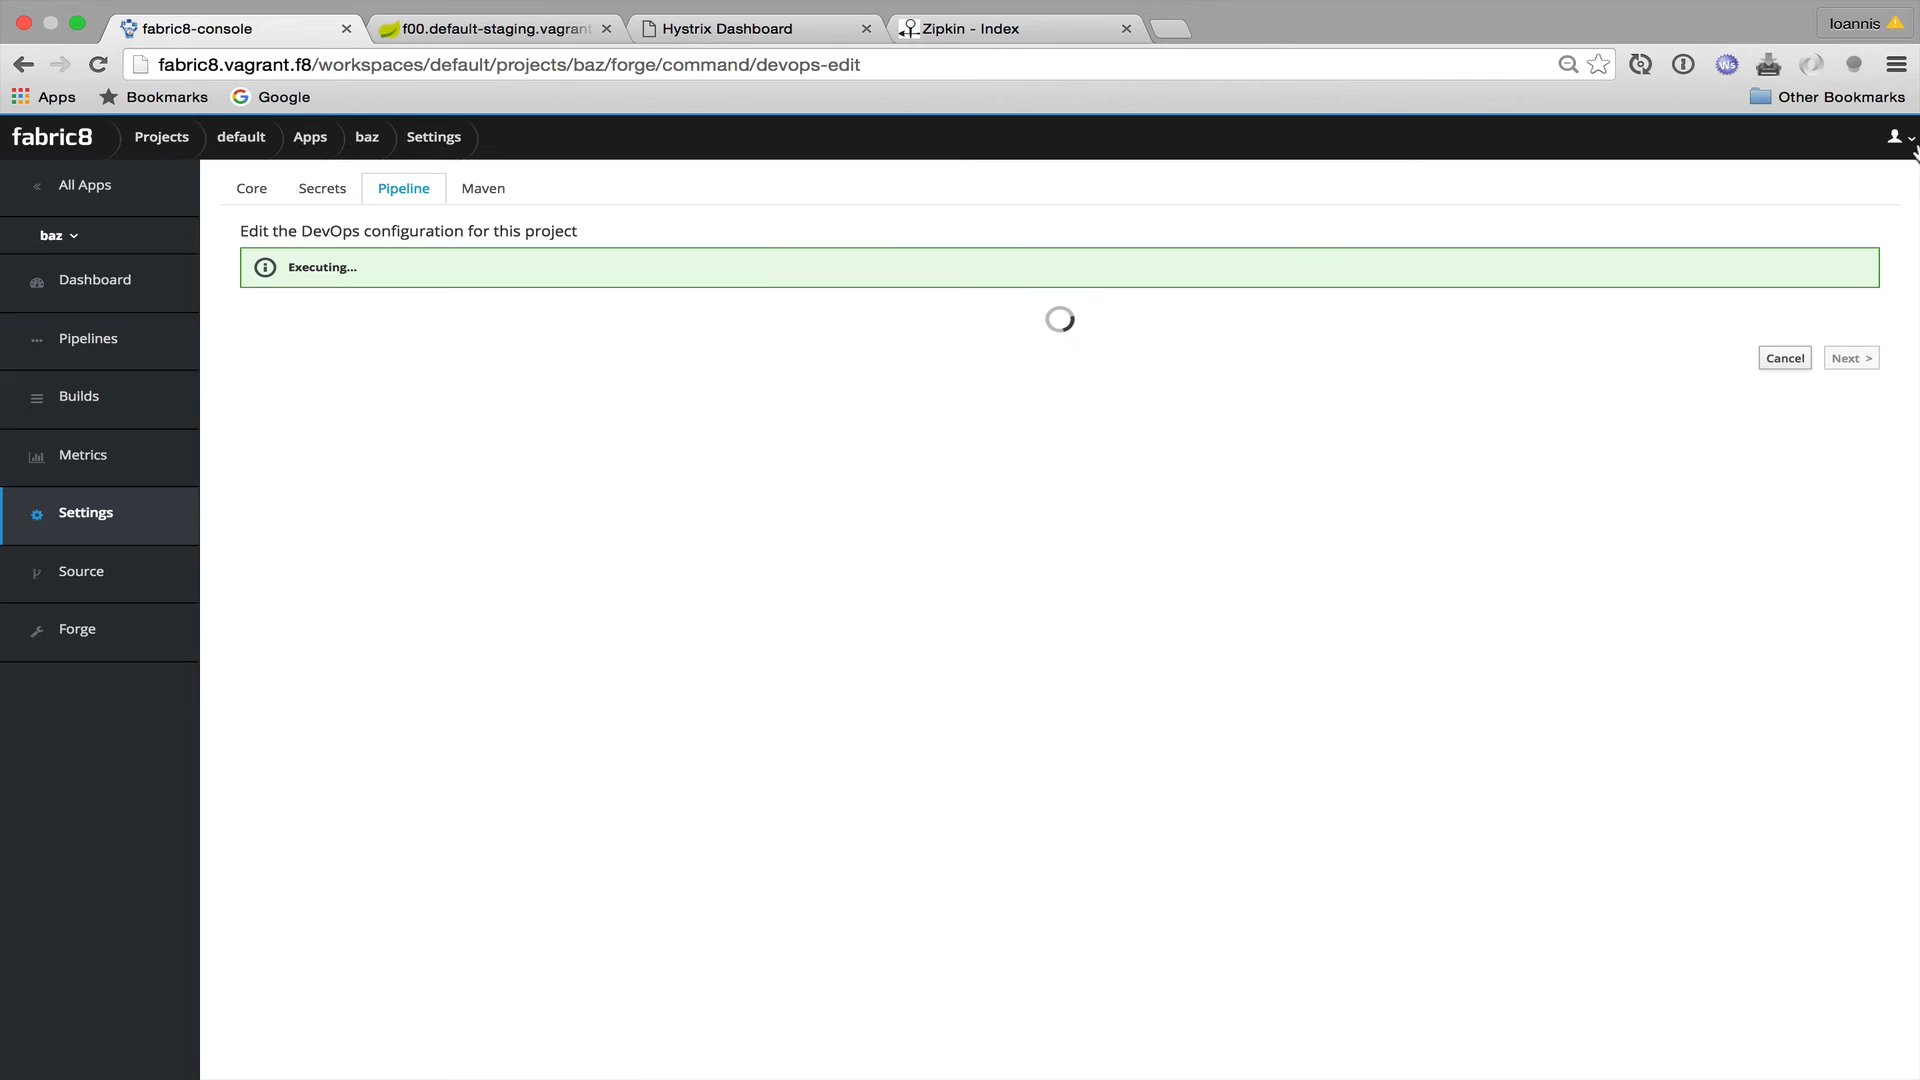 fabric8-console
f00.default-staging.vagrant
Hystrix Dashboard
Zipkin - Index
Ioannis
fabric8.vagrant.f8/workspaces/default/projects/baz/forge/command/devops-edit
Apps
Bookmarks
Google
Other Bookmarks
fabric8
Projects
default
Apps
baz
Settings
All Apps
baz
Dashboard
Pipelines
Builds
Metrics
Settings
Source
Forge
Core
Secrets
Pipeline
Maven
Edit the DevOps configuration for this project
Executing...
Cancel
Next >